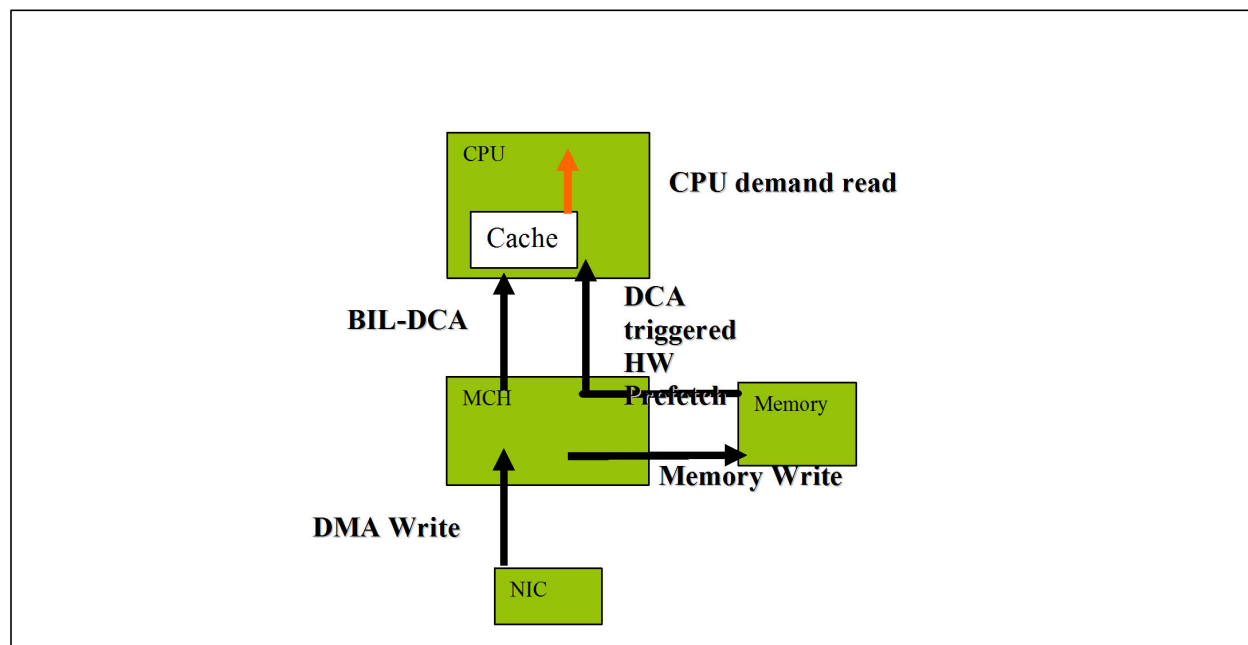 CPU
CPU demand read
Cache
BIL-DCA
DCA
triggered
HW
Prefetch
MCH
Memory
Memory Write
DMA Write
NIC